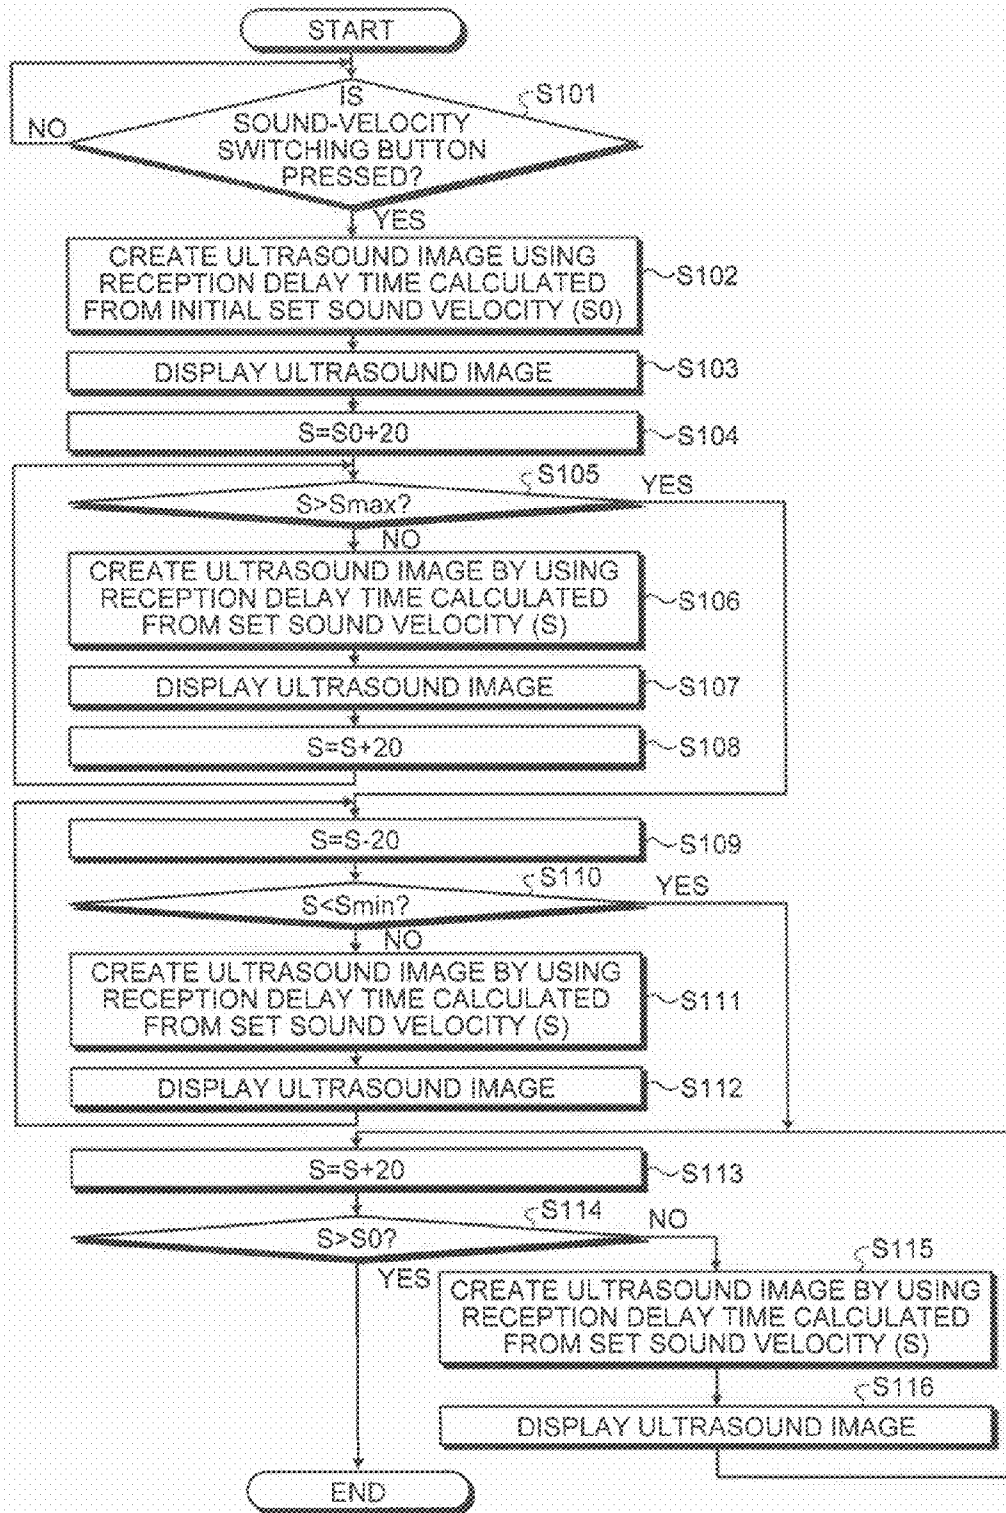 START
IS
SOUND-VELOCITY
SWITCHING BUTTON
PRESSED?
S101
NO
YES
CREATE ULTRASOUND IMAGE USING
RECEPTION DELAY TIME CALCULATED
FROM INITIAL SET SOUND VELOCITY (S0)
S102
DISPLAY ULTRASOUND IMAGE
S103
S=S0+20
S104
S105
S>Smax?
YES
NO
CREATE ULTRASOUND IMAGE BY USING
RECEPTION DELAY TIME CALCULATED
FROM SET SOUND VELOCITY (S)
S106
DISPLAY ULTRASOUND IMAGE
S107
S=S+20
S108
S=S-20
S109
S110
S<Smin?
YES
NO
CREATE ULTRASOUND IMAGE BY USING
RECEPTION DELAY TIME CALCULATED
FROM SET SOUND VELOCITY (S)
S111
DISPLAY ULTRASOUND IMAGE
S112
S=S+20
S113
S114
S>S0?
NO
YES
S115
CREATE ULTRASOUND IMAGE BY USING
RECEPTION DELAY TIME CALCULATED
FROM SET SOUND VELOCITY (S)
S116
DISPLAY ULTRASOUND IMAGE
END